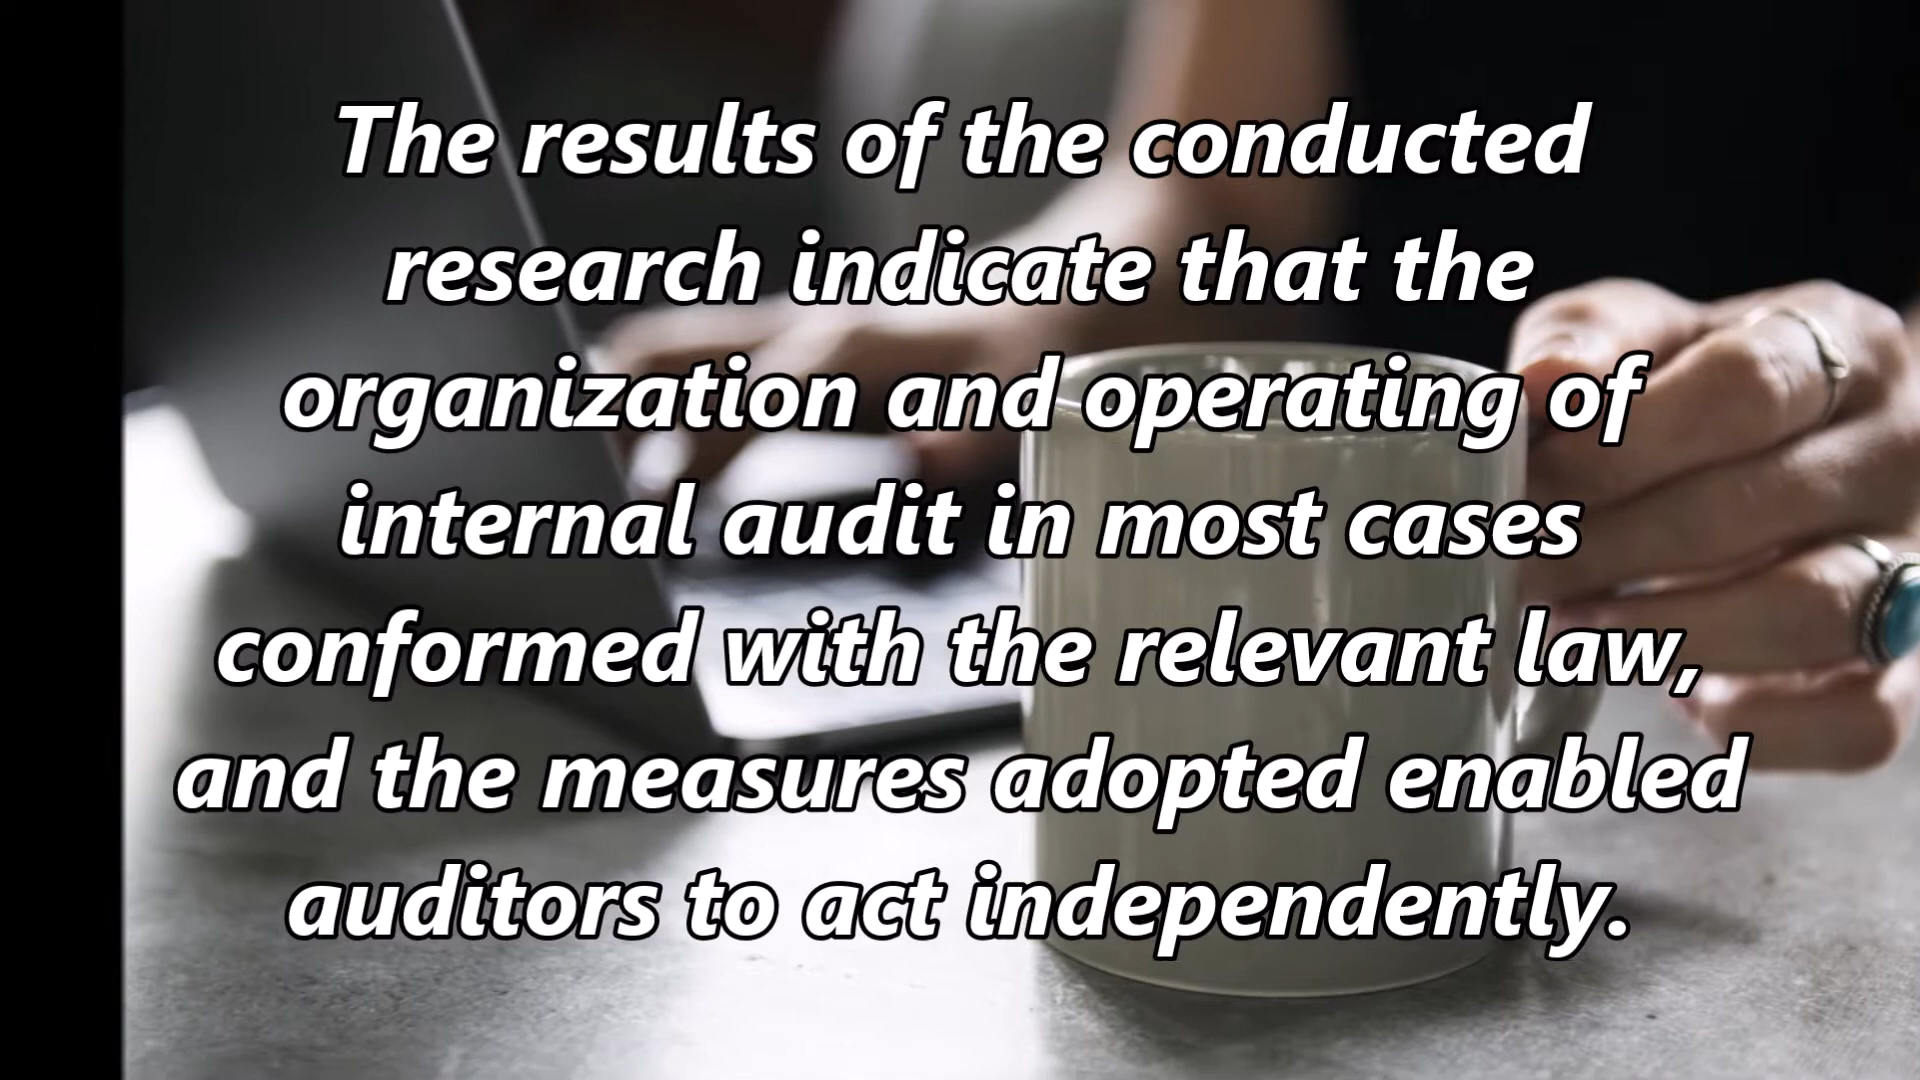 The results of the conducted
research indicate that the
organization and operating of
internal audit in most cases
conformed with the relevant law,
and the measures adopted enabled
auditors to act independently.